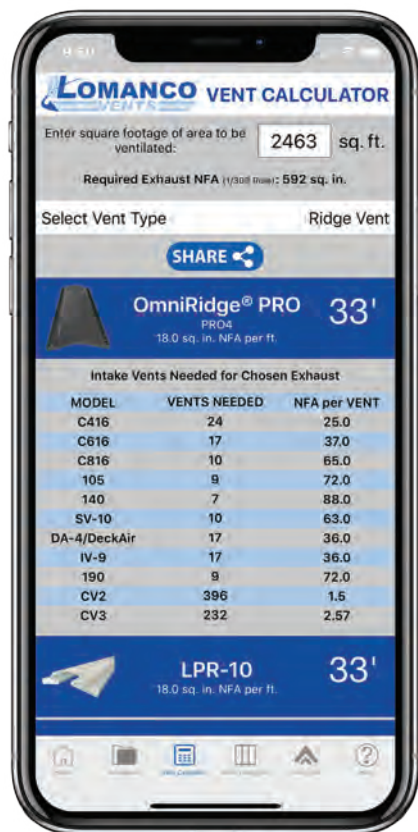 LOMANCO
VENTS
VENT CALCULATOR
Enter square footage of area to be
ventilated:
2463 sq. ft.
Required Exhaust NFA (1/300 Rule): 592 sq. in.
Select Vent Type Ridge Vent
SHARE
OmniRidge® PRO 33'
PRO4
18.0 sq. in. NFA per ft.
Intake Vents Needed for Chosen Exhaust
MODEL VENTS NEEDED NFA per VENT
C416 24 25.0
C616 17 37.0
C816 10 65.0
105 9 72.0
140 7 88.0
SV-10 10 63.0
DA-4/DeckAir 17 36.0
IV-9 17 36.0
190 9 72.0
CV2 396 1.5
CV3 232 2.57
LPR-10 33'
18.0 sq. in. NFA per ft.